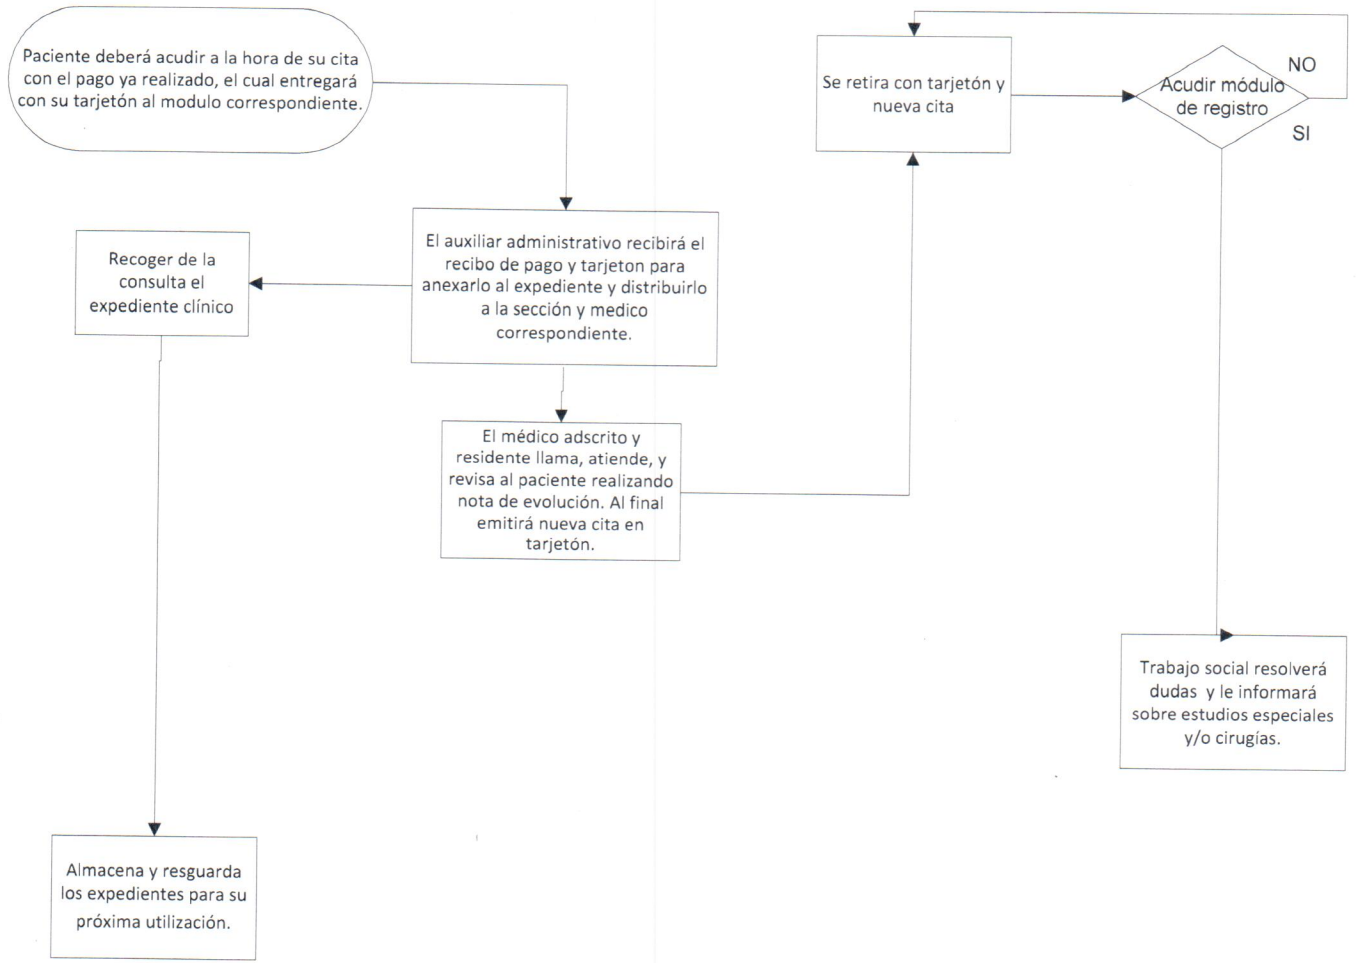 Paciente deberá acudir a la hora de su cita
con el pago ya realizado, el cual entregará
con su tarjetón al modulo correspondiente.
Se retira con tarjetón y
nueva cita
Acudir módulo
de registro
NO
SI
El auxiliar administrativo recibirá el
recibo de pago y tarjeton para
anexarlo al expediente y distribuirlo
a la sección y medico
correspondiente.
Recoger de la
consulta el
expediente clínico
El médico adscrito y
residente llama, atiende, y
revisa al paciente realizando
nota de evolución. Al final
emitirá nueva cita en
tarjetón.
Trabajo social resolverá
dudas y le informará
sobre estudios especiales
y/o cirugías.
Almacena y resguarda
los expedientes para su
próxima utilización.